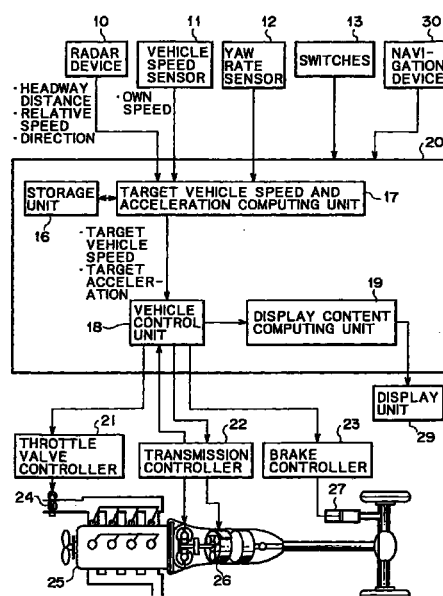 10
11
12
13
30
RADAR
DEVICE
VEHICLE
SPEED
SENSOR
YAW
RATE
SENSOR
SWITCHES
NAVI-
GATION
DEVICE
· HEADWAY
DISTANCE
· RELATIVE
SPEED
· DIRECTION
· OWN
SPEED
20
STORAGE
UNIT
TARGET VEHICLE SPEED AND
ACCELERATION COMPUTING UNIT
16
17
· TARGET
VEHICLE
SPEED
· TARGET
ACCELER-
ATION
19
18
VEHICLE
CONTROL
UNIT
DISPLAY CONTENT
COMPUTING UNIT
21
22
23
DISPLAY
UNIT
29
THROTTLE
VALVE
CONTROLLER
TRANSMISSION
CONTROLLER
BRAKE
CONTROLLER
24
27
25
26